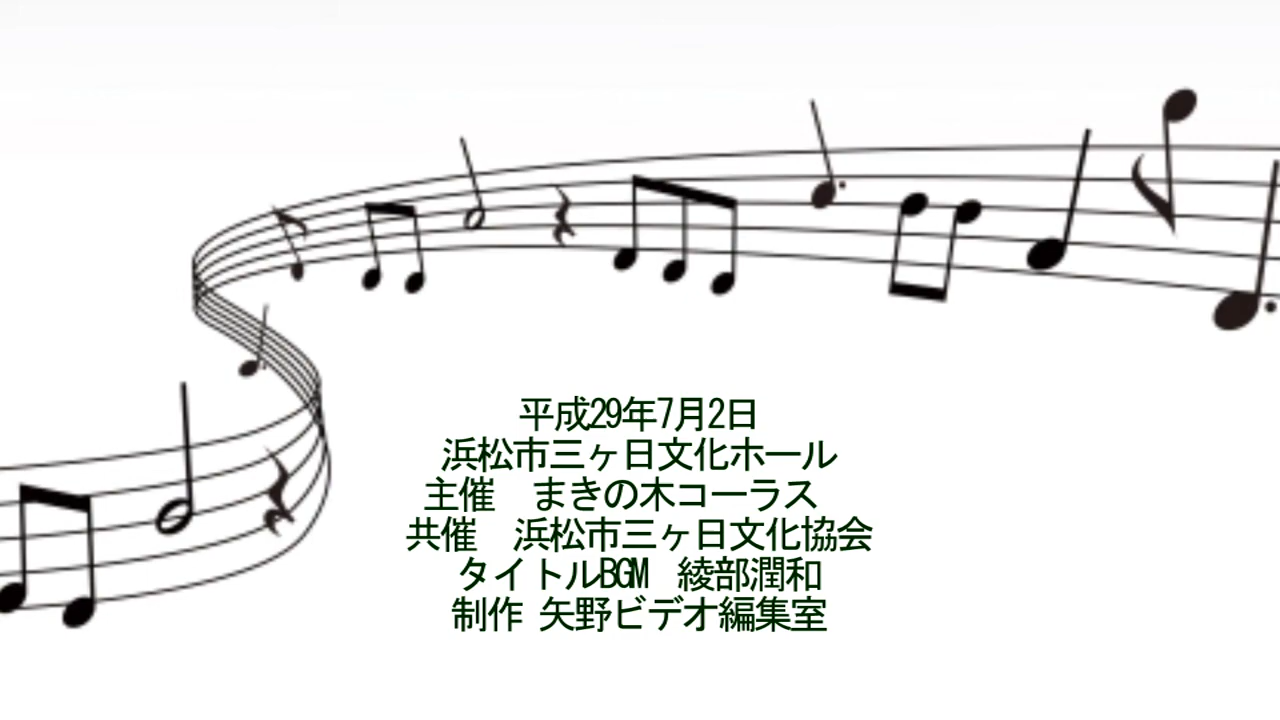 平成29年7月2日
浜松市三ヶ日文化ホール
主催　まきの木コーラス
共催　浜松市三ヶ日文化協会
タイトルBGM　綾部潤和
制作 矢野ビデオ編集室